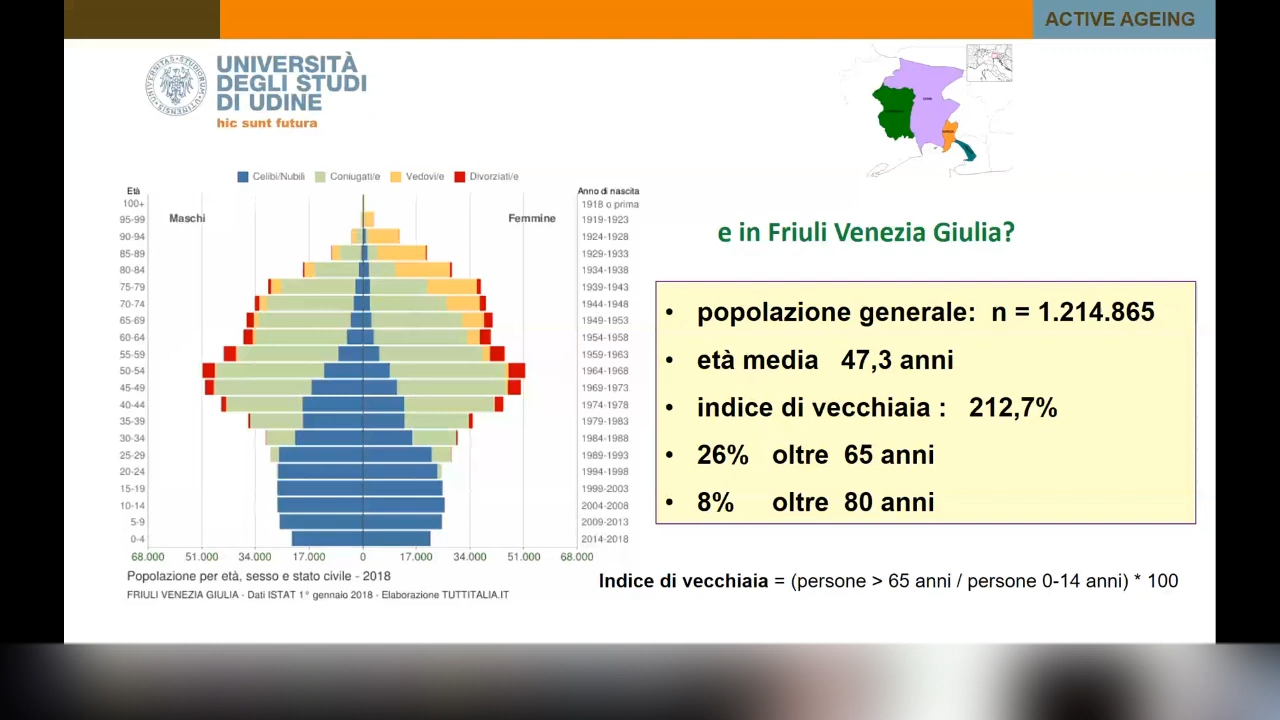 ACTIVE AGEING
UNIVERSITÀ
DEGLI STUDI
DI UDINE
hic sunt futura
Celibi/Nubili Coniugati/e Vedovi/e Divorziati/e
Età Anno di nascita
Maschi Femmine
100+ 1918 o prima
95-99 1919-1923
90-94 1924-1928
85-89 1929-1933
80-84 1934-1938
75-79 1939-1943
70-74 1944-1948
65-69 1949-1953
60-64 1954-1958
55-59 1959-1963
50-54 1964-1968
45-49 1969-1973
40-44 1974-1978
35-39 1979-1983
30-34 1984-1988
25-29 1989-1993
20-24 1994-1998
15-19 1999-2003
10-14 2004-2008
5-9 2009-2013
0-4 2014-2018
68.000 51.000 34.000 17.000 0 17.000 34.000 51.000 68.000
Popolazione per età, sesso e stato civile - 2018
FRIULI VENEZIA GIULIA - Dati ISTAT 1° gennaio 2018 - Elaborazione TUTTITALIA.IT
e in Friuli Venezia Giulia?
• popolazione generale: n = 1.214.865
• età media 47,3 anni
• indice di vecchiaia : 212,7%
• 26% oltre 65 anni
• 8% oltre 80 anni
Indice di vecchiaia = (persone > 65 anni / persone 0-14 anni) * 100